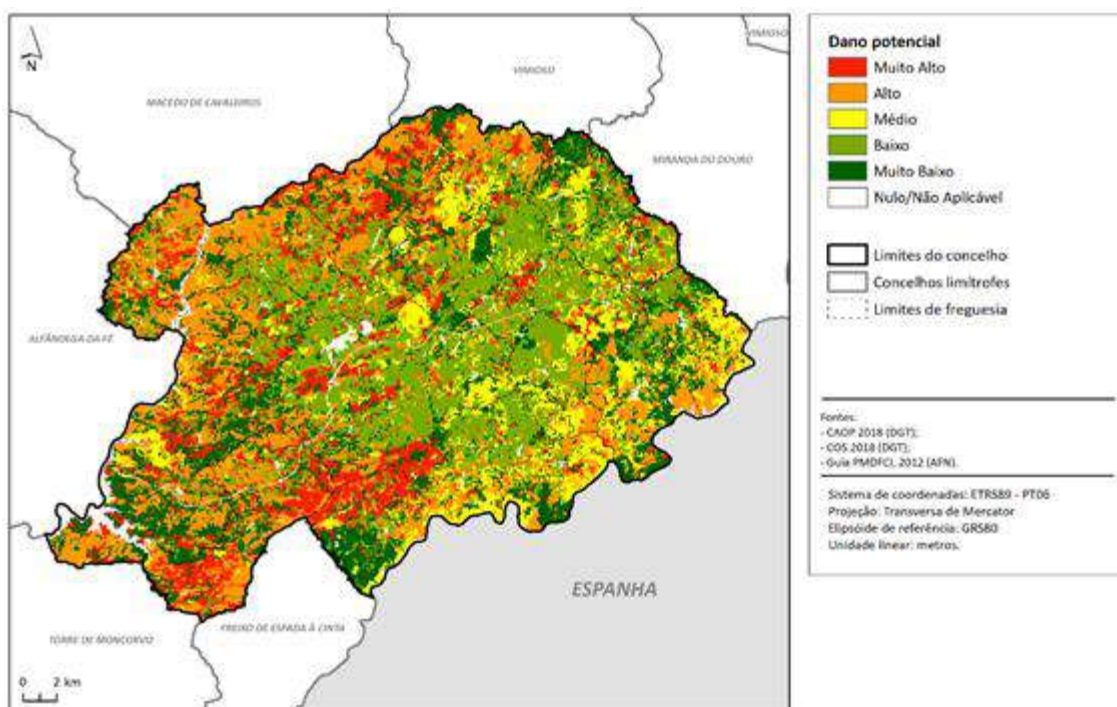 N
MACEDO DE CAVALEIROS
VIMIOSO
VIMIOSO
MIRANDA DO DOURO
ALFÂNDEGA DA FÉ
ESPANHA
FREIXO DE ESPADA À CINTA
TORRE DE MONCORVO
0 2 km
Dano potencial
Muito Alto
Alto
Médio
Baixo
Muito Baixo
Nulo/Não Aplicável
Limites do concelho
Concelhos limítrofes
Limites de freguesia
Fontes:
- CAOP 2018 (DGT);
- COS 2018 (DGT);
- Guia PMDFCI, 2012 (AFN).
Sistema de coordenadas: ETRS89 - PT06
Projeção: Transversa de Mercator
Elipsóide de referência: GRS80
Unidade linear: metros.